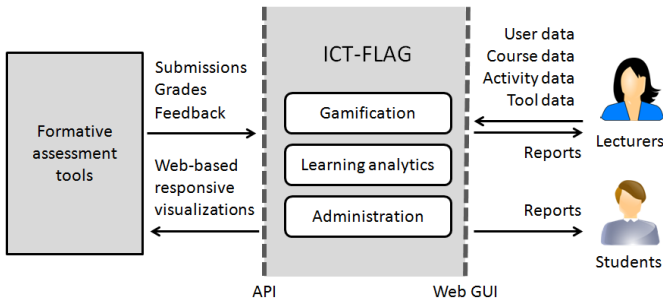 Formative
assessment
tools
Submissions
Grades
Feedback
Web-based
responsive
visualizations
ICT-FLAG
Gamification
Learning analytics
Administration
User data
Course data
Activity data
Tool data
Reports
Lecturers
Reports
Students
API
Web GUI